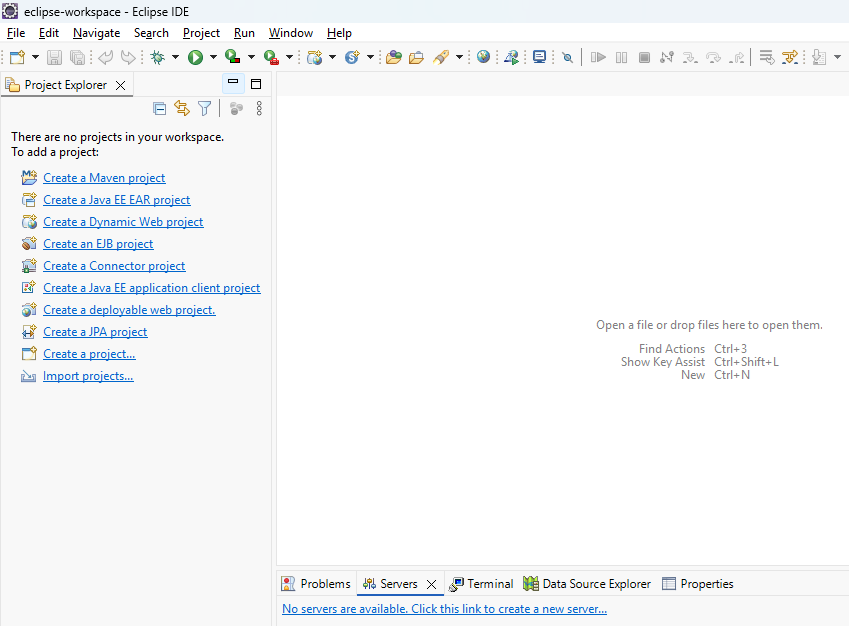 eclipse-workspace - Eclipse IDE
File Edit Navigate Search Project Run Window Help
Project Explorer
There are no projects in your workspace.
To add a project:
Create a Maven project
Create a Java EE EAR project
Create a Dynamic Web project
Create an EJB project
Create a Connector project
Create a Java EE application client project
Create a deployable web project.
Create a JPA project
Create a project...
Import projects...
Open a file or drop files here to open them.
Find Actions Ctrl+3
Show Key Assist Ctrl+Shift+L
New Ctrl+N
Problems Servers Terminal Data Source Explorer Properties
No servers are available. Click this link to create a new server...